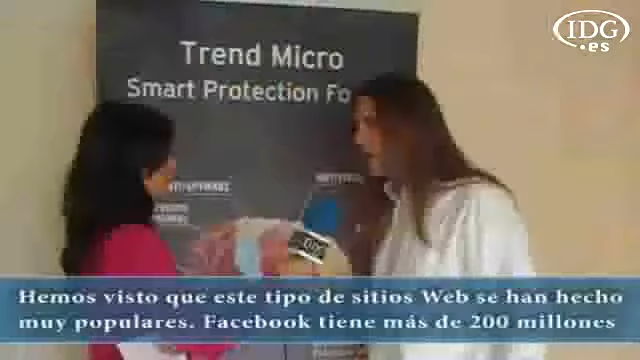 IDG
.es
Trend Micro
Smart Protection Fo
IDG
Hemos visto que este tipo de sitios Web se han hecho
muy populares. Facebook tiene más de 200 millones